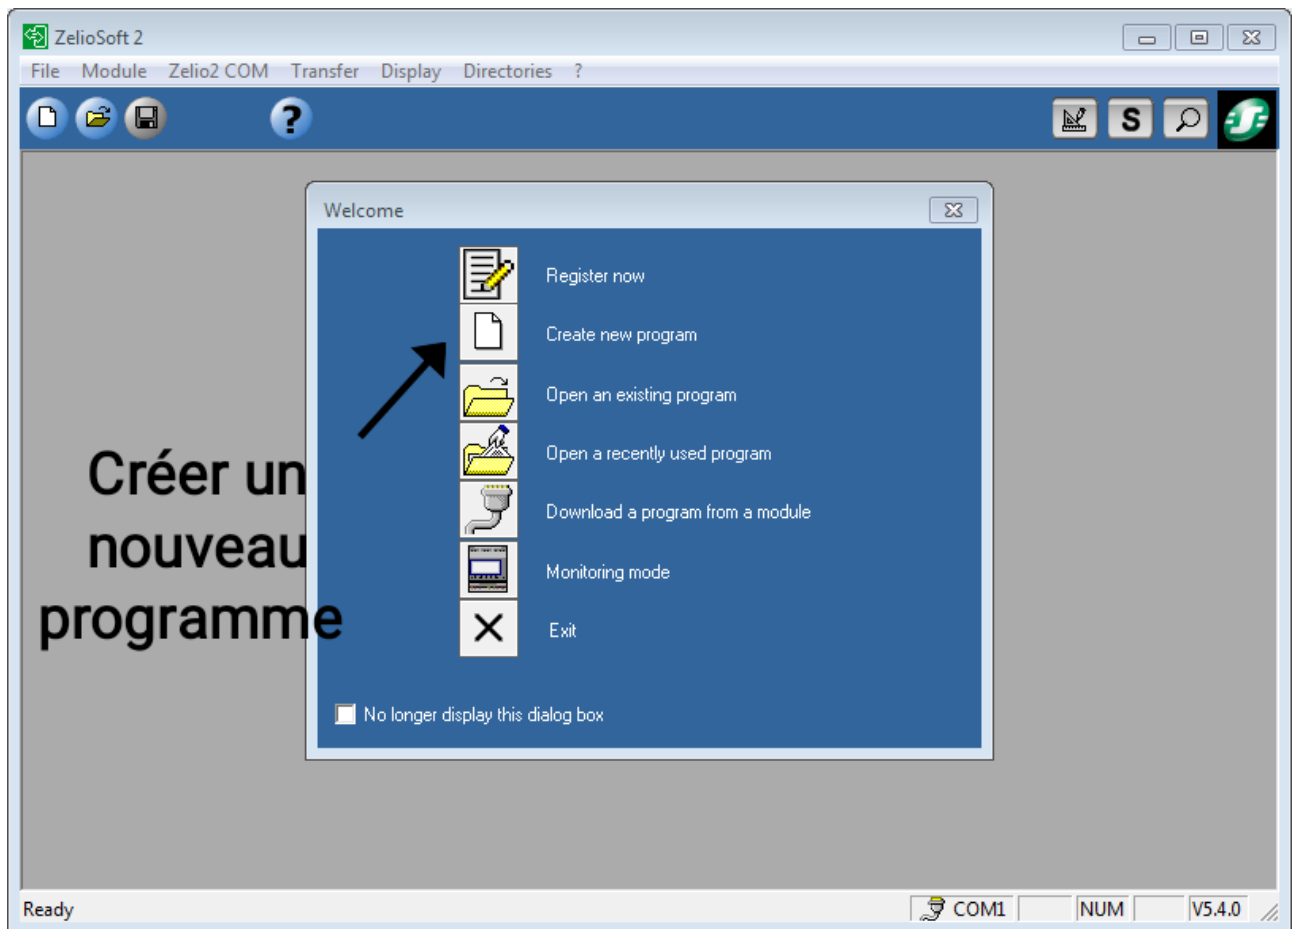 ZelioSoft 2
File Module Zelio2 COM Transfer Display Directories ?
?
S
Welcome
Register now
Create new program
Open an existing program
Open a recently used program
Download a program from a module
Monitoring mode
Exit
No longer display this dialog box
Créer un
nouveau
programme
Ready COM1 NUM V5.4.0